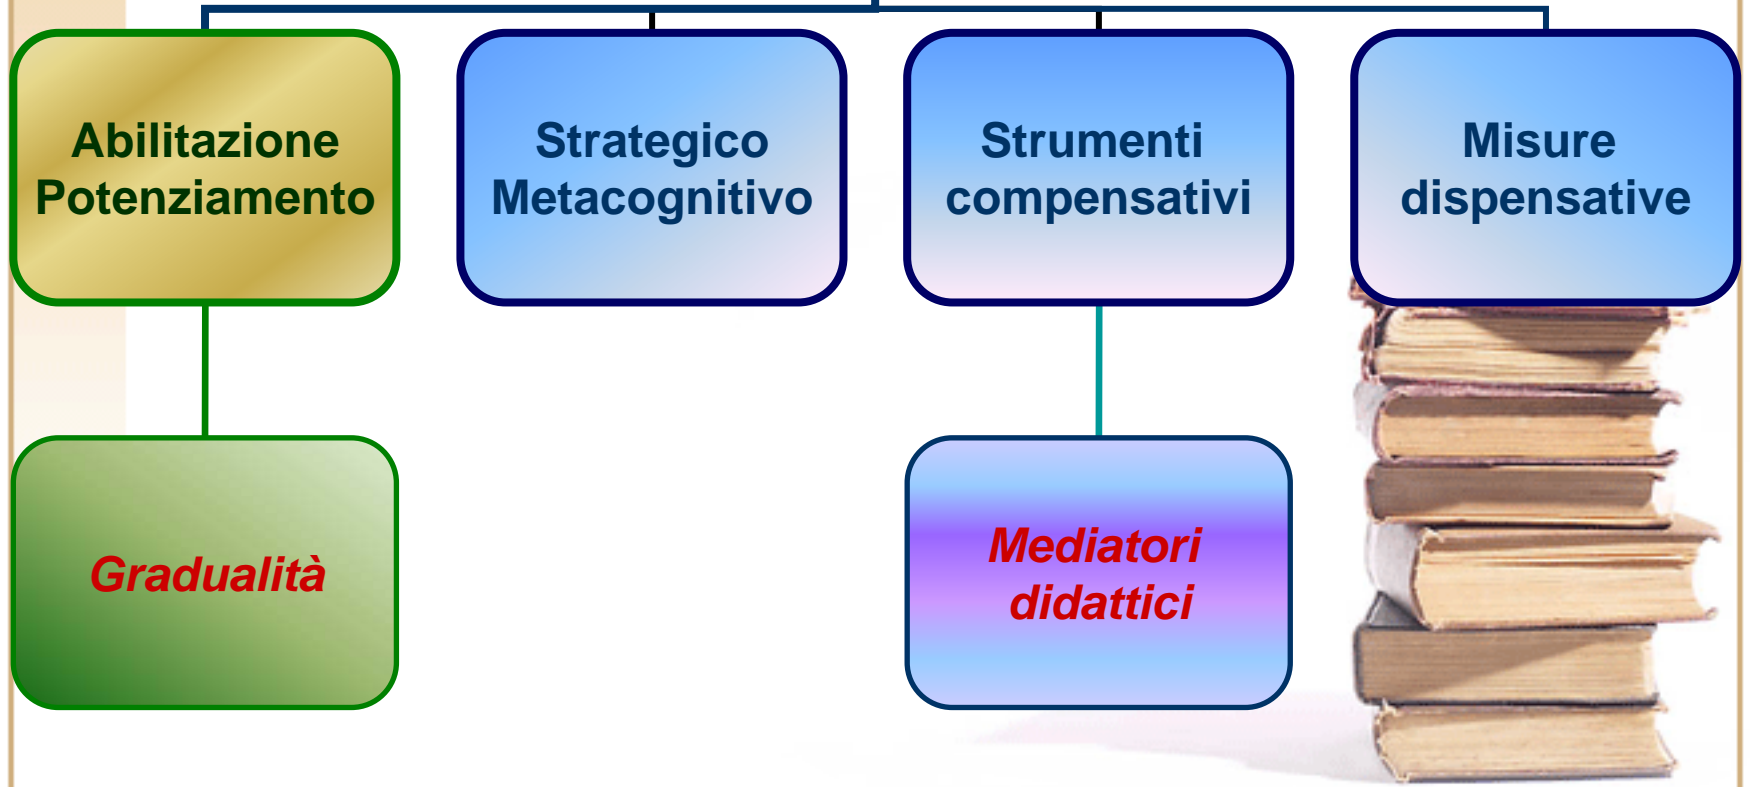 Abilitazione
Potenziamento
Strategico
Metacognitivo
Strumenti
compensativi
Misure
dispensative
Gradualità
Mediatori
didattici